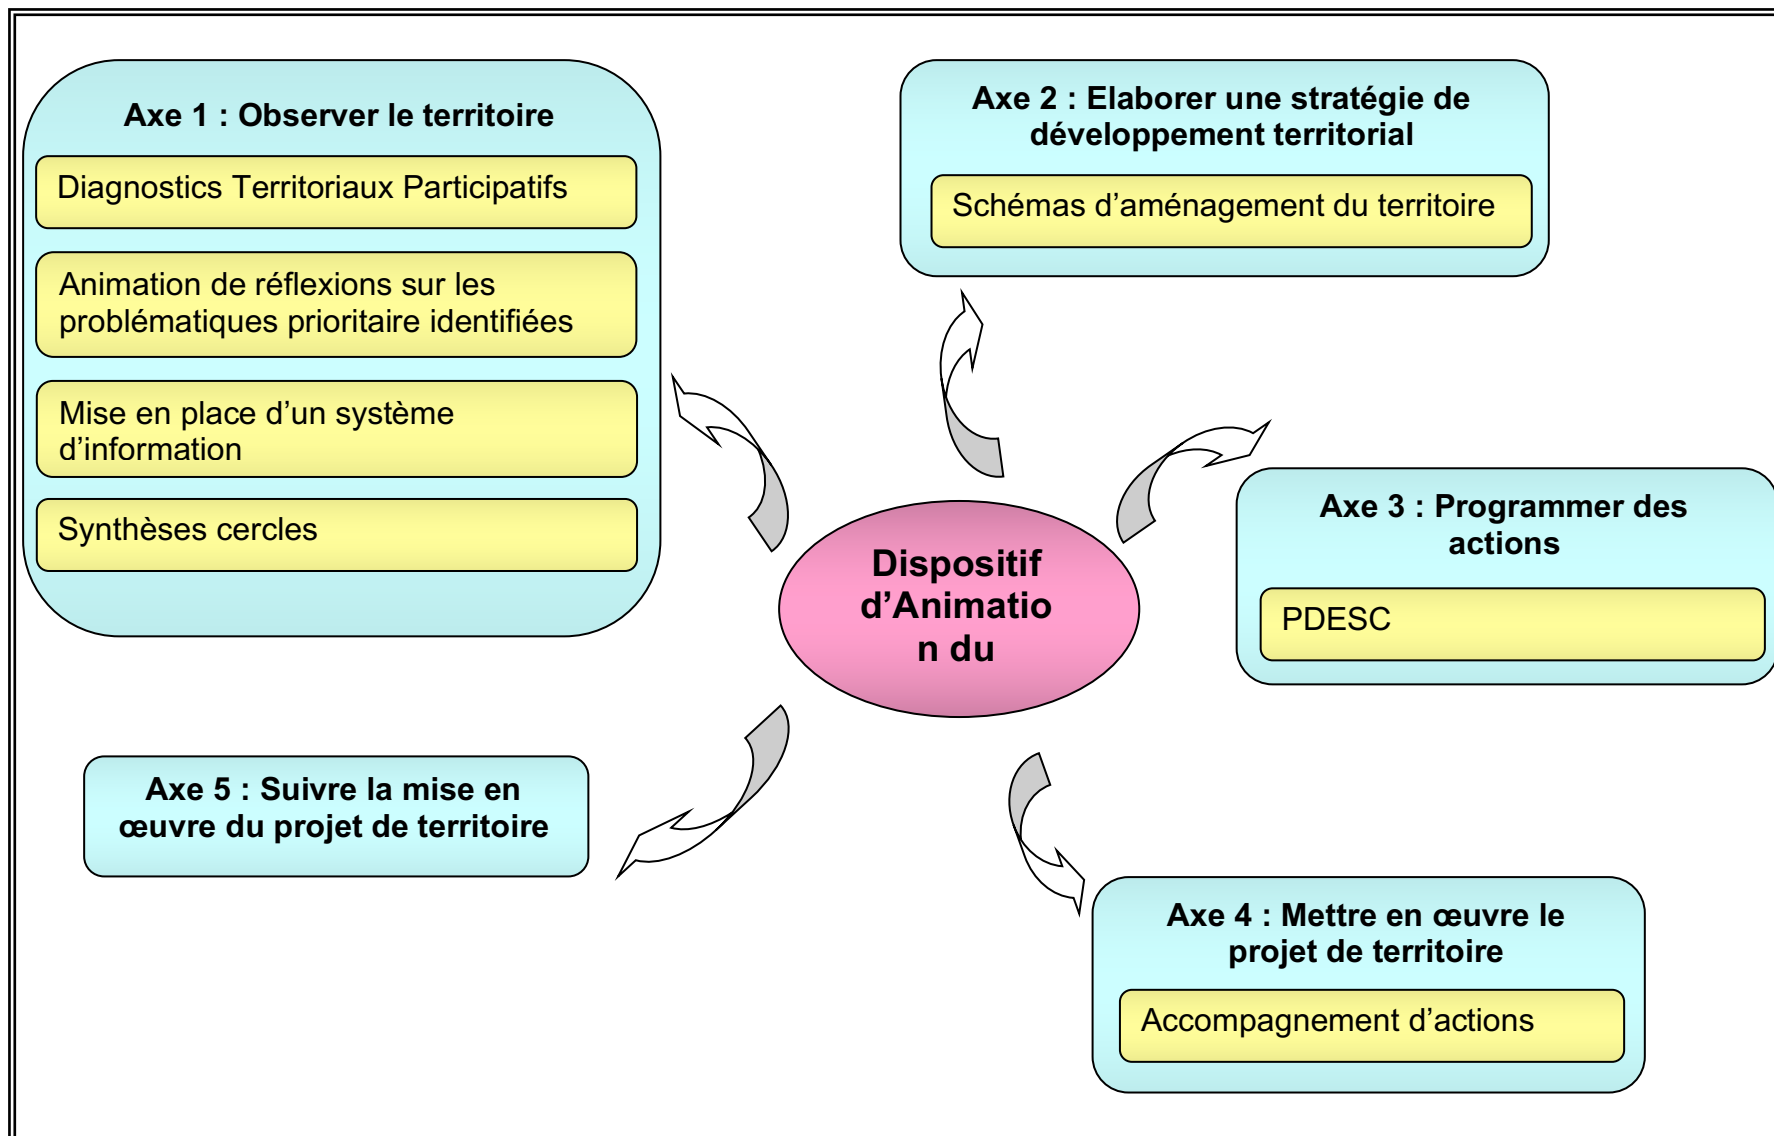 Axe 1 : Observer le territoire
Diagnostics Territoriaux Participatifs
Animation de réflexions sur les
problématiques prioritaire identifiées
Mise en place d’un système
d’information
Synthèses cercles
Axe 2 : Elaborer une stratégie de
développement territorial
Schémas d’aménagement du territoire
Dispositif
d’Animatio
n du
Axe 3 : Programmer des
actions
PDESC
Axe 5 : Suivre la mise en
œuvre du projet de territoire
Axe 4 : Mettre en œuvre le
projet de territoire
Accompagnement d’actions